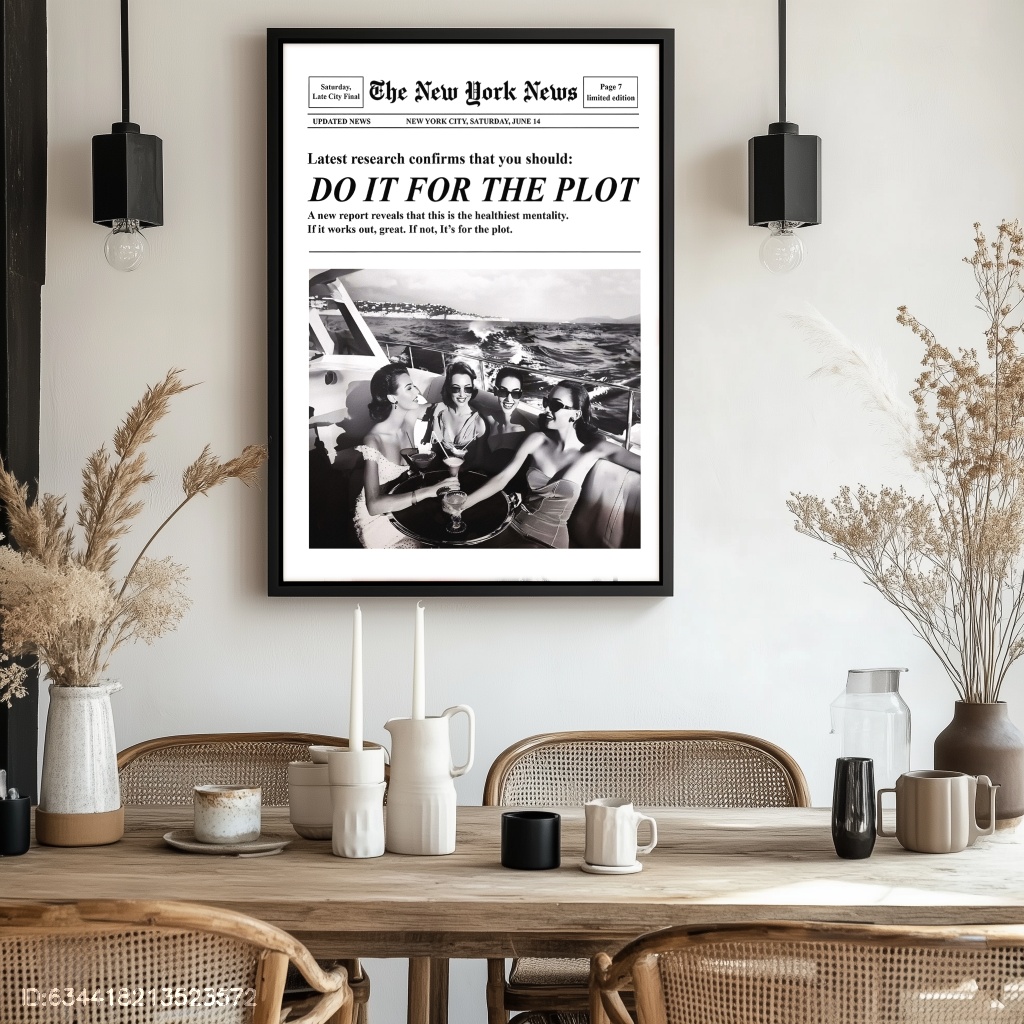 Saturday,
Late City Final
The New York News
Page 7
limited edition
UPDATED NEWS
NEW YORK CITY, SATURDAY, JUNE 14
Latest research confirms that you should:
DO IT FOR THE PLOT
A new report reveals that this is the healthiest mentality.
If it works out, great. If not, It's for the plot.
ID:634418213523572